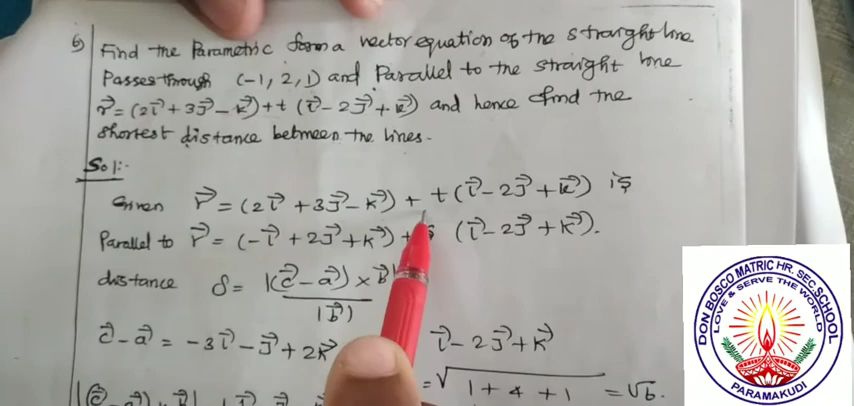 6) Find the Parametric form a vector equation of the straight line
Passes through (-1, 2, 1) and Parallel to the straight line
r⃗ = (2i⃗ + 3j⃗ - k⃗) + t (i⃗ - 2j⃗ + k⃗) and hence find the
shortest distance between the lines.
Sol:-
Given r⃗ = (2i⃗ + 3j⃗ - k⃗) + t (i⃗ - 2j⃗ + k⃗) is
Parallel to r⃗ = (-i⃗ + 2j⃗ + k⃗) + (i⃗ - 2j⃗ + k⃗).
distance δ = |(c⃗ - a⃗) × b⃗|
|b⃗|
c⃗ - a⃗ = -3i⃗ - j⃗ + 2k⃗ i⃗ - 2j⃗ + k⃗
= √1 + 4 + 1 = √6.
DON BOSCO MATRIC HR. SEC. SCHOOL
LOVE & SERVE THE WORLD
PARAMAKUDI